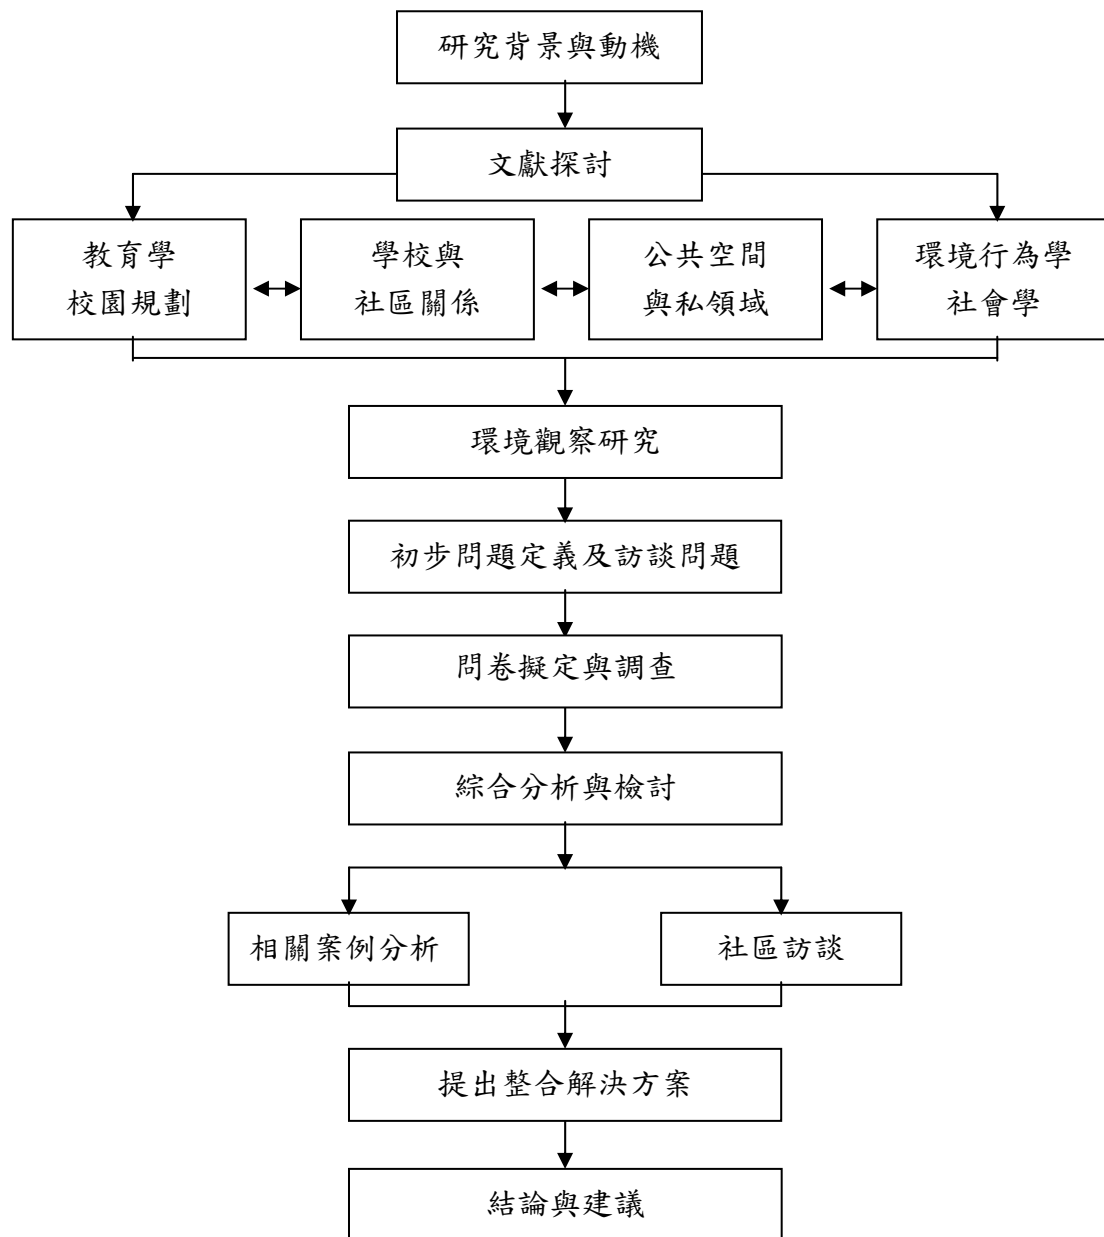 研究背景與動機
文獻探討
教育學
校園規劃
學校與
社區關係
公共空間
與私領域
環境行為學
社會學
環境觀察研究
初步問題定義及訪談問題
問卷擬定與調查
綜合分析與檢討
相關案例分析
社區訪談
提出整合解決方案
結論與建議